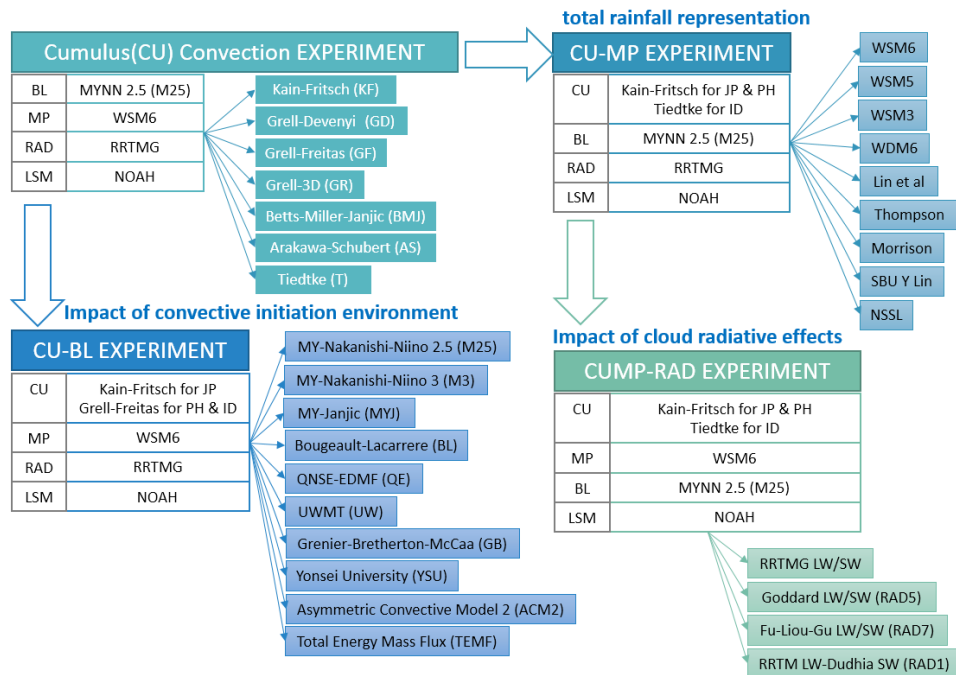 Cumulus(CU) Convection EXPERIMENT
BL MYNN 2.5 (M25)
MP WSM6
RAD RRTMG
LSM NOAH
Kain-Fritsch (KF)
Grell-Devenyi (GD)
Grell-Freitas (GF)
Grell-3D (GR)
Betts-Miller-Janjic (BMJ)
Arakawa-Schubert (AS)
Tiedtke (T)
total rainfall representation
CU-MP EXPERIMENT
CU Kain-Fritsch for JP & PH
Tiedtke for ID
BL MYNN 2.5 (M25)
RAD RRTMG
LSM NOAH
WSM6
WSM5
WSM3
WDM6
Lin et al
Thompson
Morrison
SBU Y Lin
NSSL
Impact of convective initiation environment
CU-BL EXPERIMENT
CU Kain-Fritsch for JP
Grell-Freitas for PH & ID
MP WSM6
RAD RRTMG
LSM NOAH
MY-Nakanishi-Niino 2.5 (M25)
MY-Nakanishi-Niino 3 (M3)
MY-Janjic (MYJ)
Bougeault-Lacarrere (BL)
QNSE-EDMF (QE)
UWMT (UW)
Grenier-Bretherton-McCaa (GB)
Yonsei University (YSU)
Asymmetric Convective Model 2 (ACM2)
Total Energy Mass Flux (TEMF)
Impact of cloud radiative effects
CUMP-RAD EXPERIMENT
CU Kain-Fritsch for JP & PH
Tiedtke for ID
MP WSM6
BL MYNN 2.5 (M25)
LSM NOAH
RRTMG LW/SW
Goddard LW/SW (RAD5)
Fu-Liou-Gu LW/SW (RAD7)
RRTM LW-Dudhia SW (RAD1)